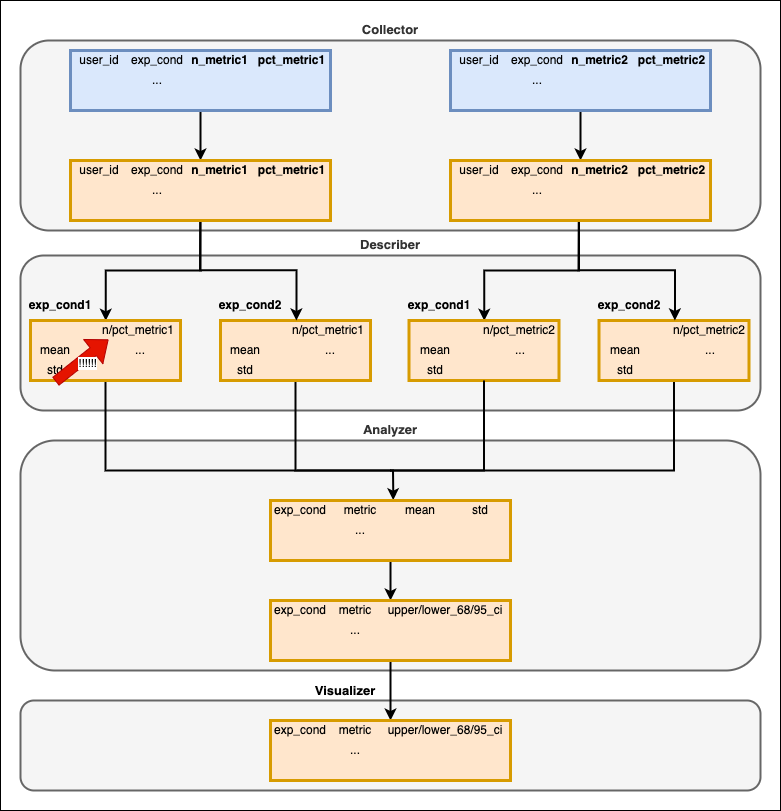 Collector
user_id exp_cond n_metric1 pct_metric1
...
user_id exp_cond n_metric2 pct_metric2
...
user_id exp_cond n_metric1 pct_metric1
...
user_id exp_cond n_metric2 pct_metric2
...
Describer
exp_cond1
n/pct_metric1
mean ...
std
!!!!!!
exp_cond2
n/pct_metric1
mean ...
std
exp_cond1
n/pct_metric2
mean ...
std
exp_cond2
n/pct_metric2
mean ...
std
Analyzer
exp_cond metric mean std
...
exp_cond metric upper/lower_68/95_ci
...
Visualizer
exp_cond metric upper/lower_68/95_ci
...